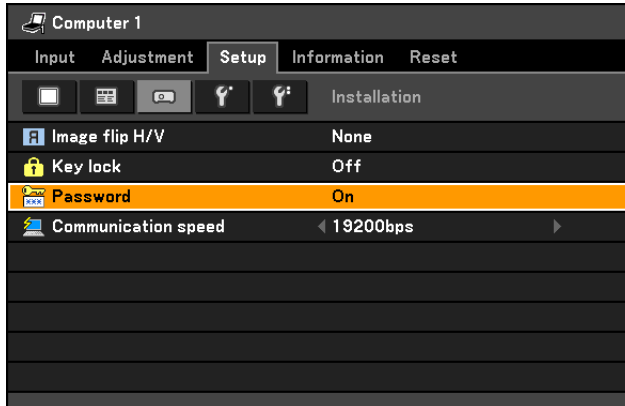 Computer 1
Input Adjustment Setup Information Reset
Installation
Image flip H/V None
Key lock Off
Password On
Communication speed 19200bps